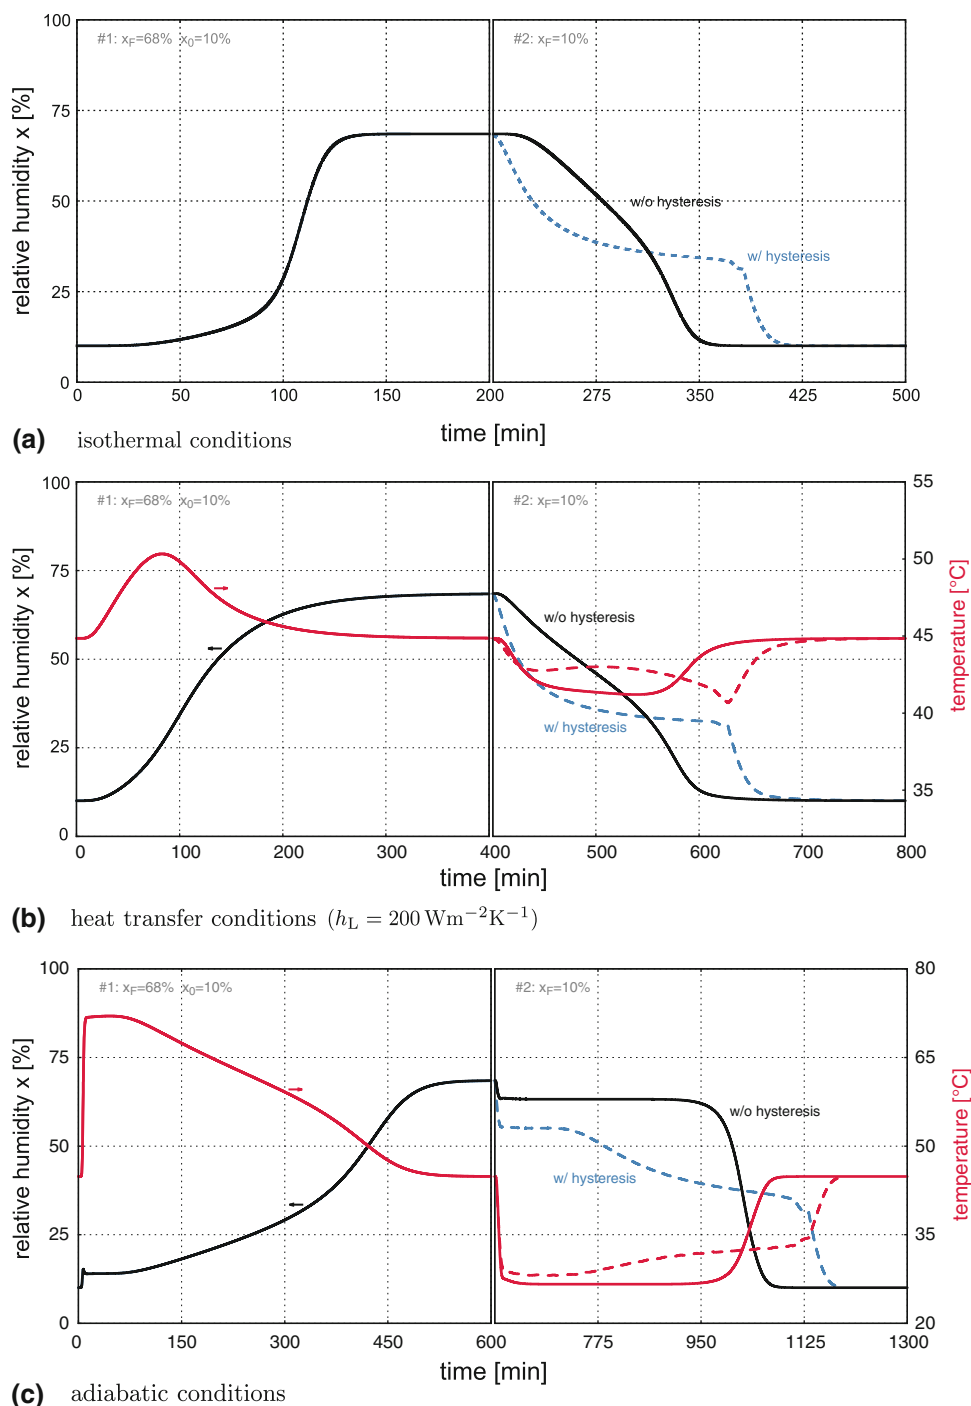 100
75
50
25
0
relative humidity x [%]
#1: xF=68% x0=10%
#2: xF=10%
w/o hysteresis
w/ hysteresis
0 50 100 150 200 275 350 425 500
time [min]
(a) isothermal conditions
100
75
50
25
0
relative humidity x [%]
#1: xF=68% x0=10%
#2: xF=10%
w/o hysteresis
w/ hysteresis
55
50
45
40
35
temperature [°C]
0 100 200 300 400 500 600 700 800
time [min]
(b) heat transfer conditions (hL = 200 Wm−2K−1)
100
75
50
25
0
relative humidity x [%]
#1: xF=68% x0=10%
#2: xF=10%
w/o hysteresis
w/ hysteresis
80
65
50
35
20
temperature [°C]
0 150 300 450 600 775 950 1125 1300
time [min]
(c) adiabatic conditions